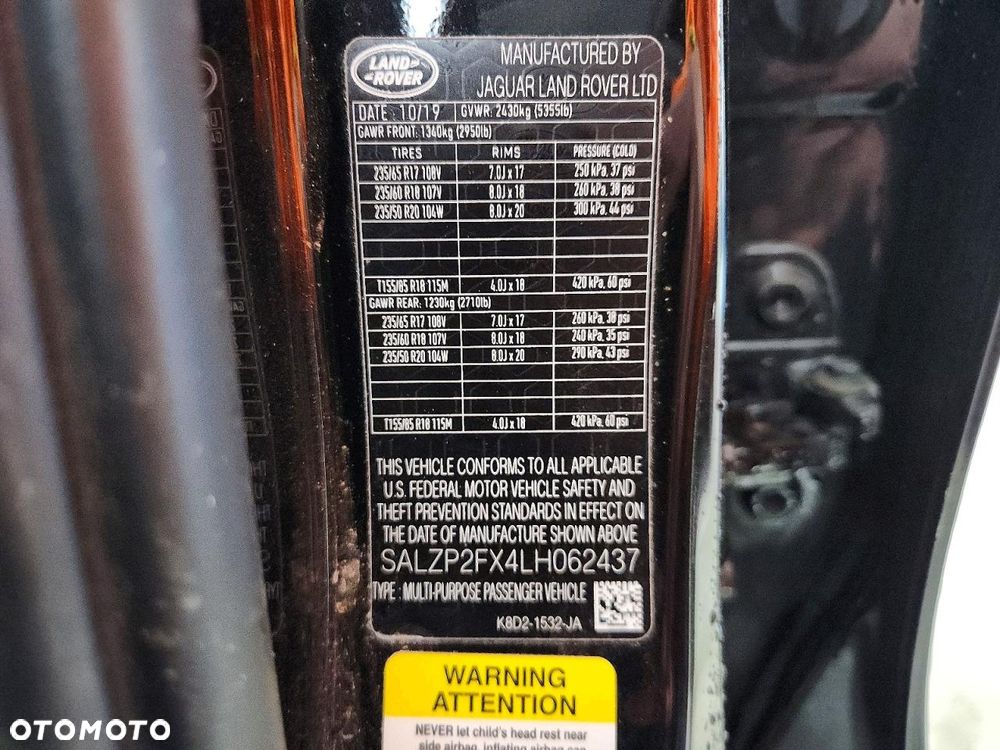 LAND
ROVER
MANUFACTURED BY
JAGUAR LAND ROVER LTD
DATE : 10/19 GVWR: 2430kg (5355lb)
GAWR FRONT: 1340kg (2950lb)
TIRES RIMS PRESSURE (COLD)
235/65 R17 108V 7.0J x 17 250 kPa, 37 psi
235/60 R18 107V 8.0J x 18 260 kPa, 38 psi
235/50 R20 104W 8.0J x 20 300 kPa, 44 psi
T155/85 R18 115M 4.0J x 18 420 kPa, 60 psi
GAWR REAR: 1230kg (2710lb)
235/65 R17 108V 7.0J x 17 260 kPa, 38 psi
235/60 R18 107V 8.0J x 18 240 kPa, 35 psi
235/50 R20 104W 8.0J x 20 290 kPa, 43 psi
T155/85 R18 115M 4.0J x 18 420 kPa, 60 psi
THIS VEHICLE CONFORMS TO ALL APPLICABLE
U.S. FEDERAL MOTOR VEHICLE SAFETY AND
THEFT PREVENTION STANDARDS IN EFFECT ON
THE DATE OF MANUFACTURE SHOWN ABOVE
SALZP2FX4LH062437
TYPE : MULTI-PURPOSE PASSENGER VEHICLE
K8D2-1532-JA
WARNING
ATTENTION
NEVER let child's head rest near
side airbag, inflating airbag can
OTOMOTO